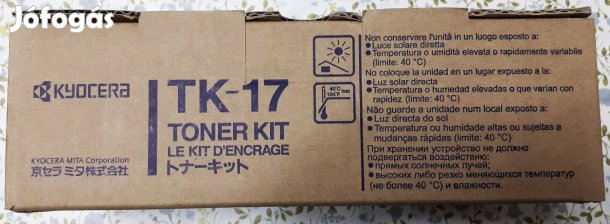 Jófogás
KYOCERA
KYOCERA MITA Corporation
京セラ ミタ株式会社
TK-17
TONER KIT
LE KIT D'ENCRAGE
トナーキット
40°C
104°F
max
Non conservare l'unità in un luogo esposto a:
● Luce solare diretta
● Temperatura o umidità elevata o rapidamente variabile
(limite: 40 °C)
No coloque la unidad en un lugar expuesto a la:
● Luz solar directa
● Temperatura o humedad elevadas o que varían con
rapidez (límite: 40 °C)
Não guarde a unidade num local exposto a:
● Luz directa do sol
● Temperatura ou humidade altas ou sujeitas a
mudanças rápidas (limite: 40 °C)
При хранении устройство не должно
подвергаться воздействию:
● прямых солнечных лучей;
● высоких либо резко меняющихся температур
(не более 40 °C) и влажности.